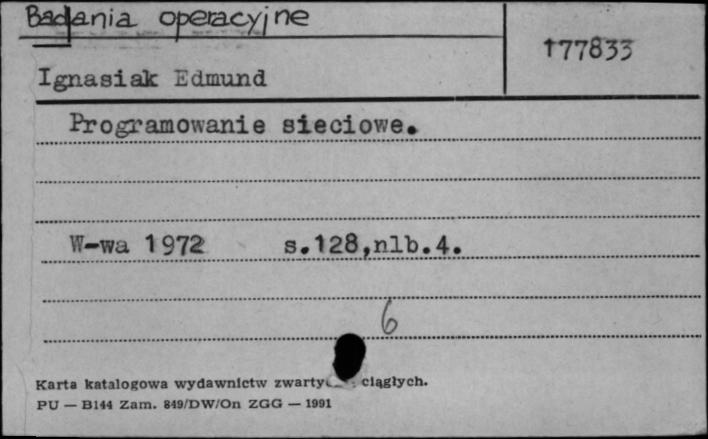 Badania operacyjne
177833
Ignasiak Edmund
Programowanie sieciowe.
W-wa 1972 s.128,nlb.4.
6
Karta katalogowa wydawnictw ciągłych.
PU — B144 Zam. 849/DW/On ZGG — 1991